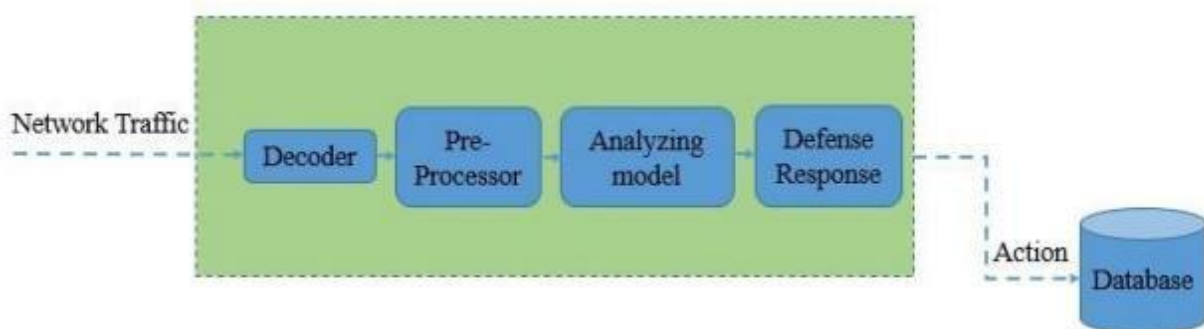 Network Traffic
Decoder
Pre-
Processor
Analyzing
model
Defense
Response
Action
Database